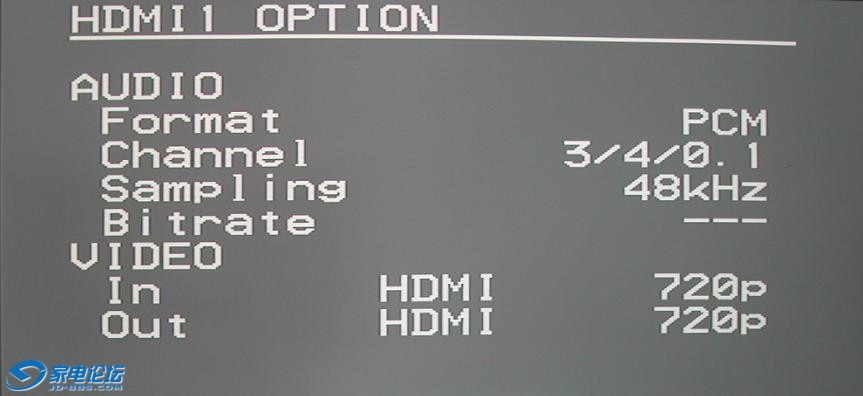 HDMI1 OPTION
AUDIO
Format PCM
Channel 3/4/0.1
Sampling 48kHz
Bitrate ---
VIDEO
In HDMI 720p
Out HDMI 720p
家电论坛
JD-BBS.COM